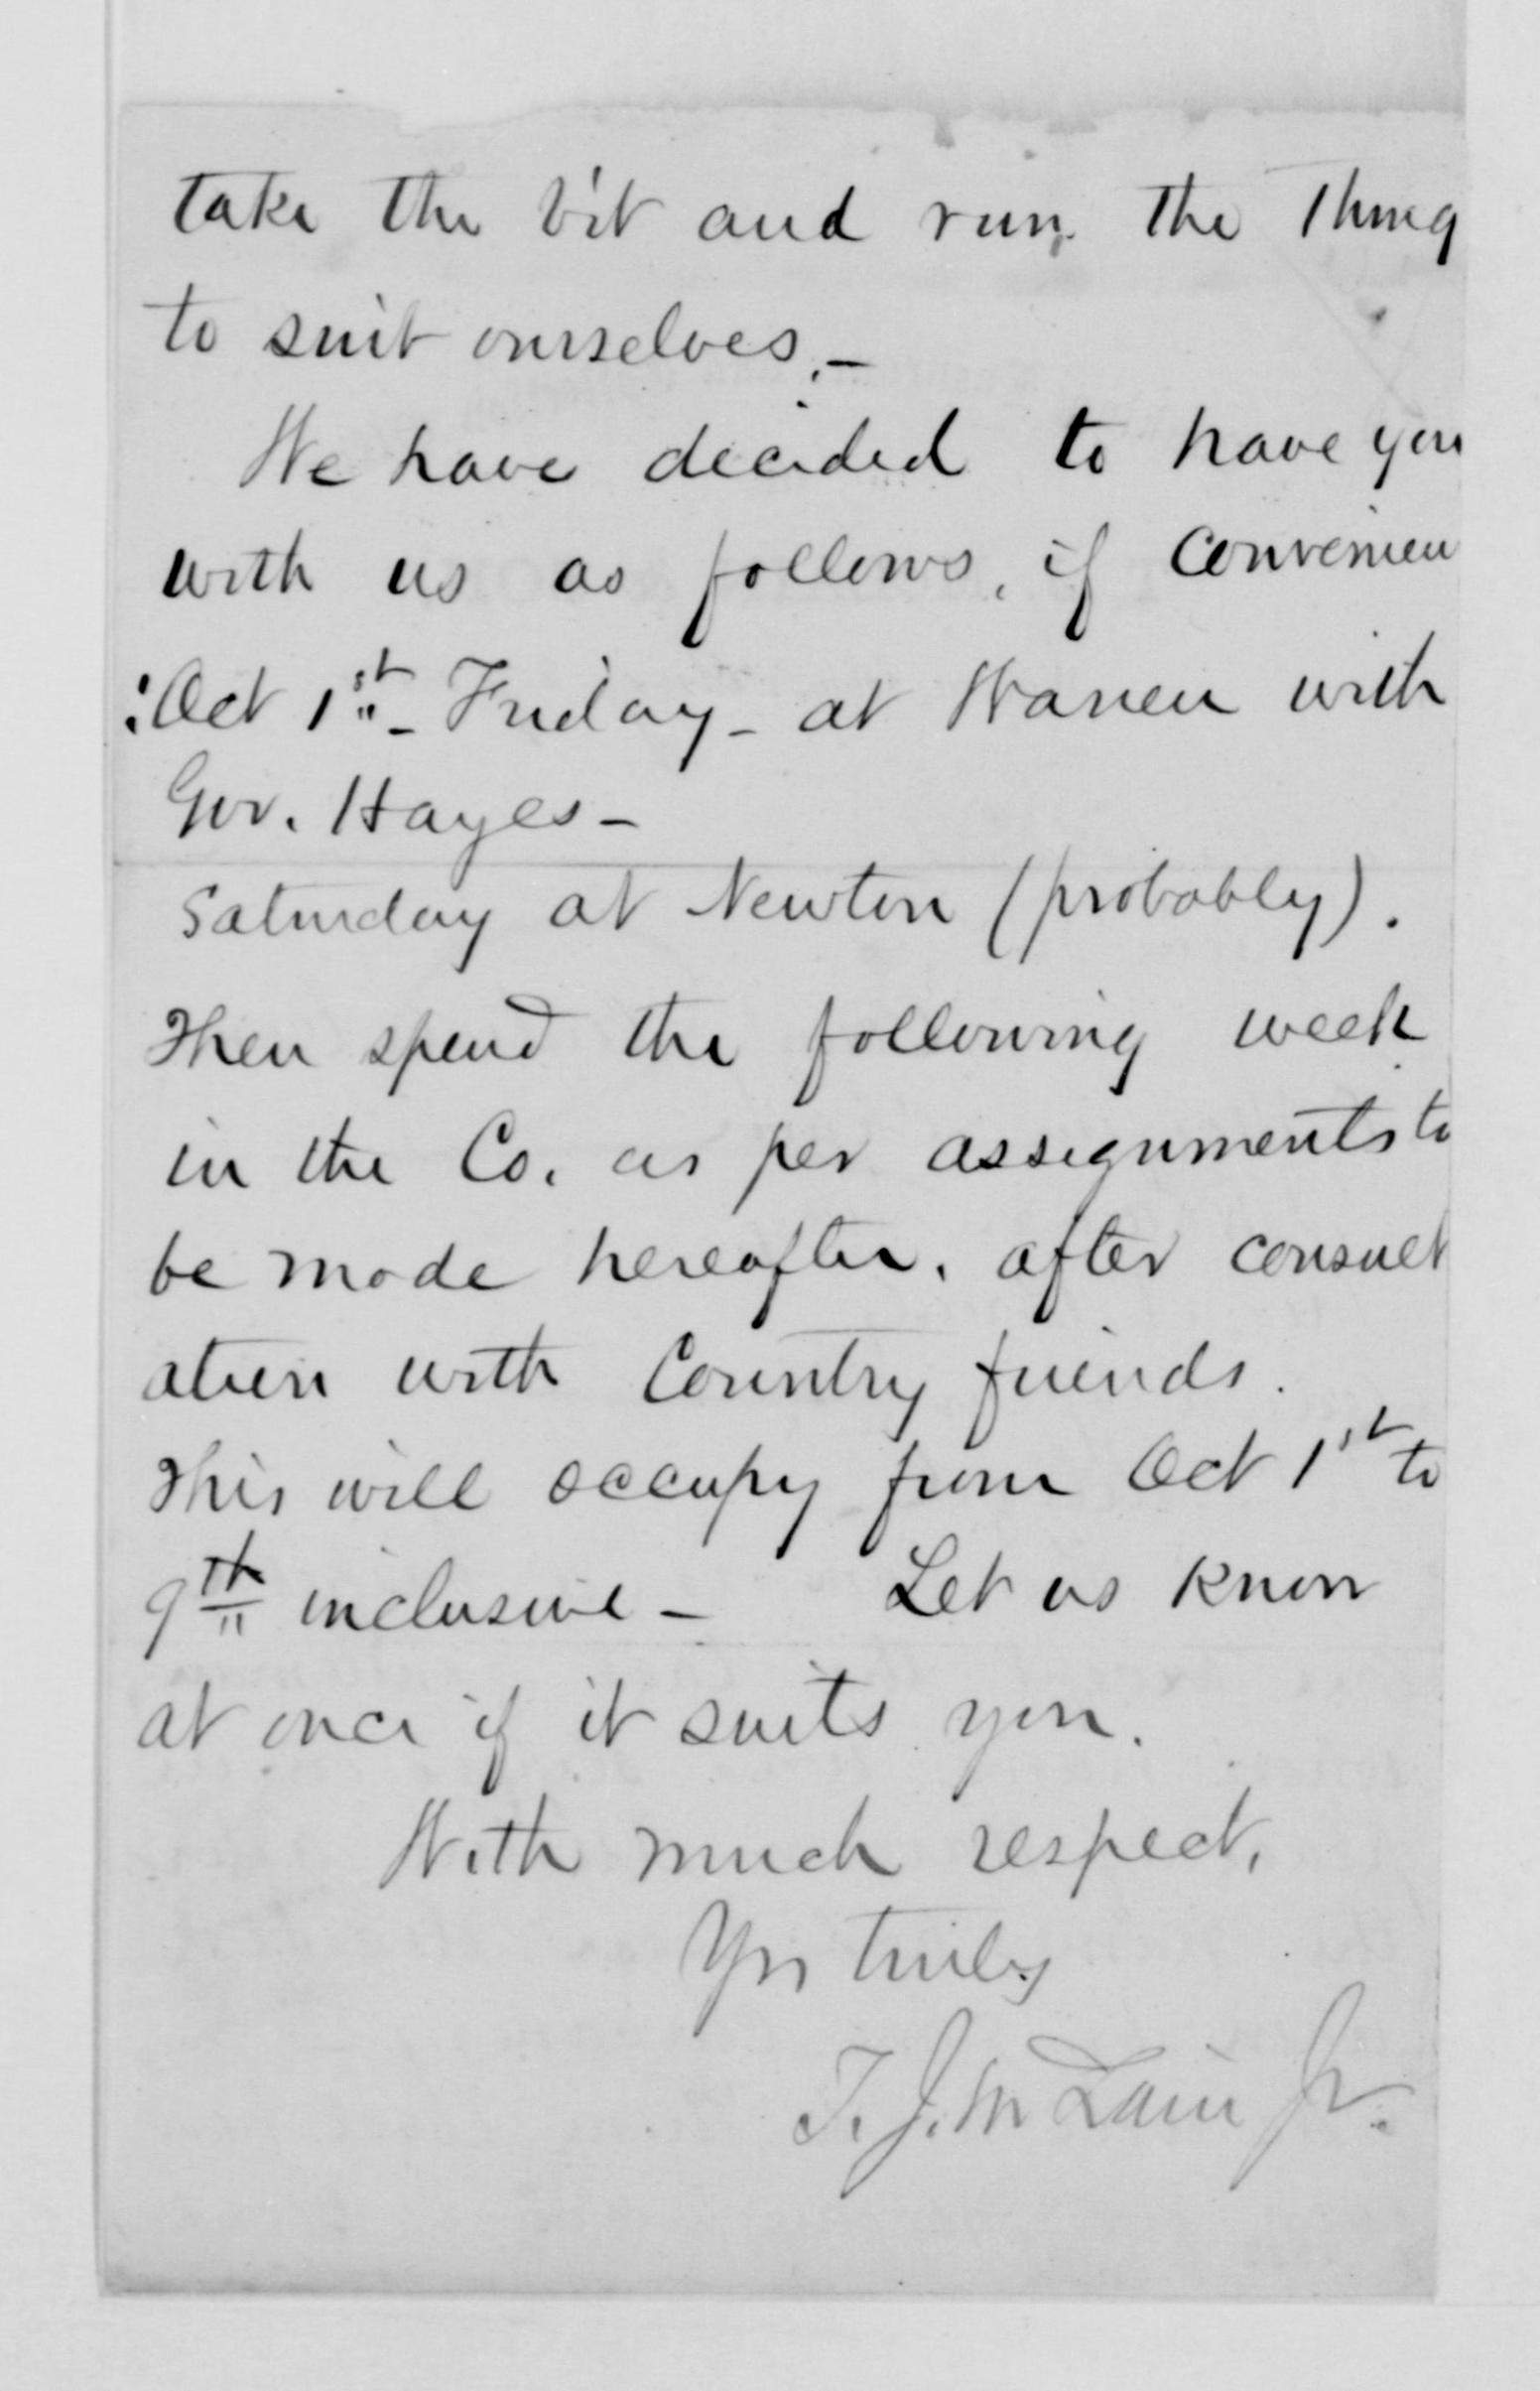 take the bit and run the thing
to suit ourselves.—
We have decided to have you
with us as follows, if convenien
:Oct 1st - Friday - at Warren with
Gov. Hayes -
Saturday at Newton (probably).
Then spend the following week
in the Co. as per assignments to
be made hereafter, after consult
ation with Country friends.
This will occupy from Oct 1st to
9th inclusive - Let us know
at once if it suits you.
With much respect,
Yrs truly
T. J. McLain Jr.